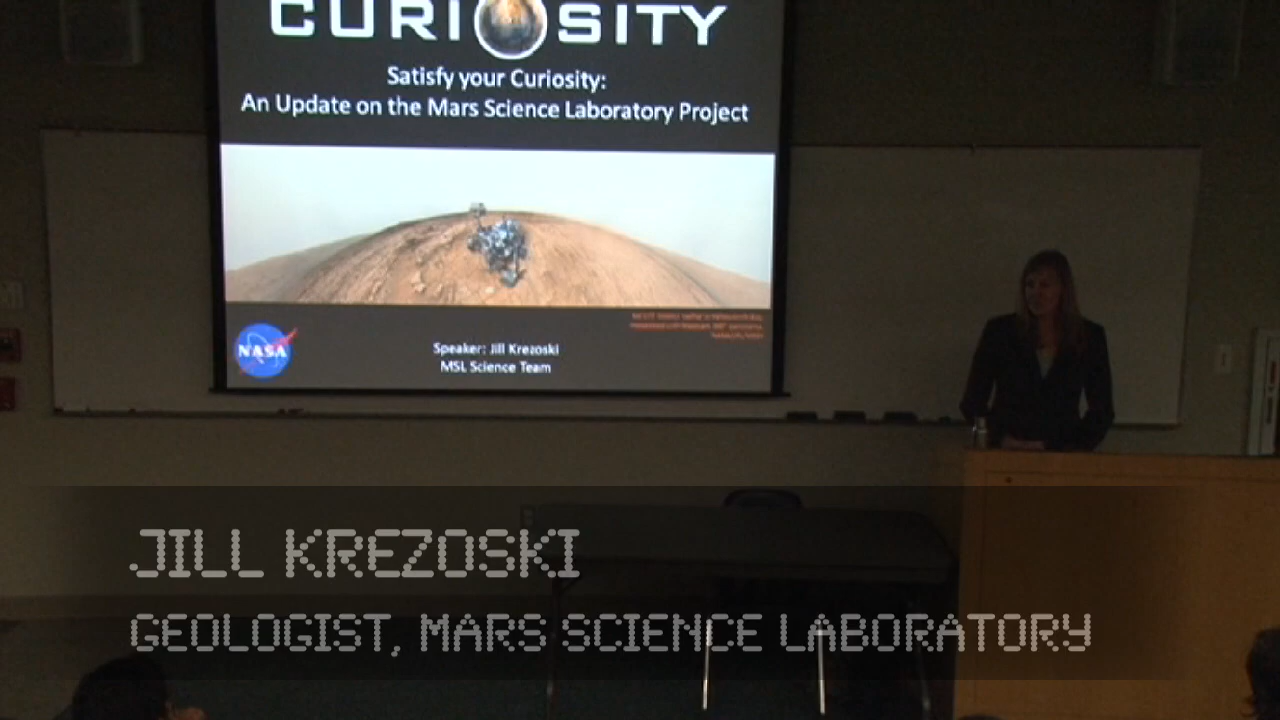 CURIOSITY
Satisfy your Curiosity:
An Update on the Mars Science Laboratory Project
NASA
Speaker: Jill Krezoski
MSL Science Team
JILL KREZOSKI
GEOLOGIST, MARS SCIENCE LABORATORY